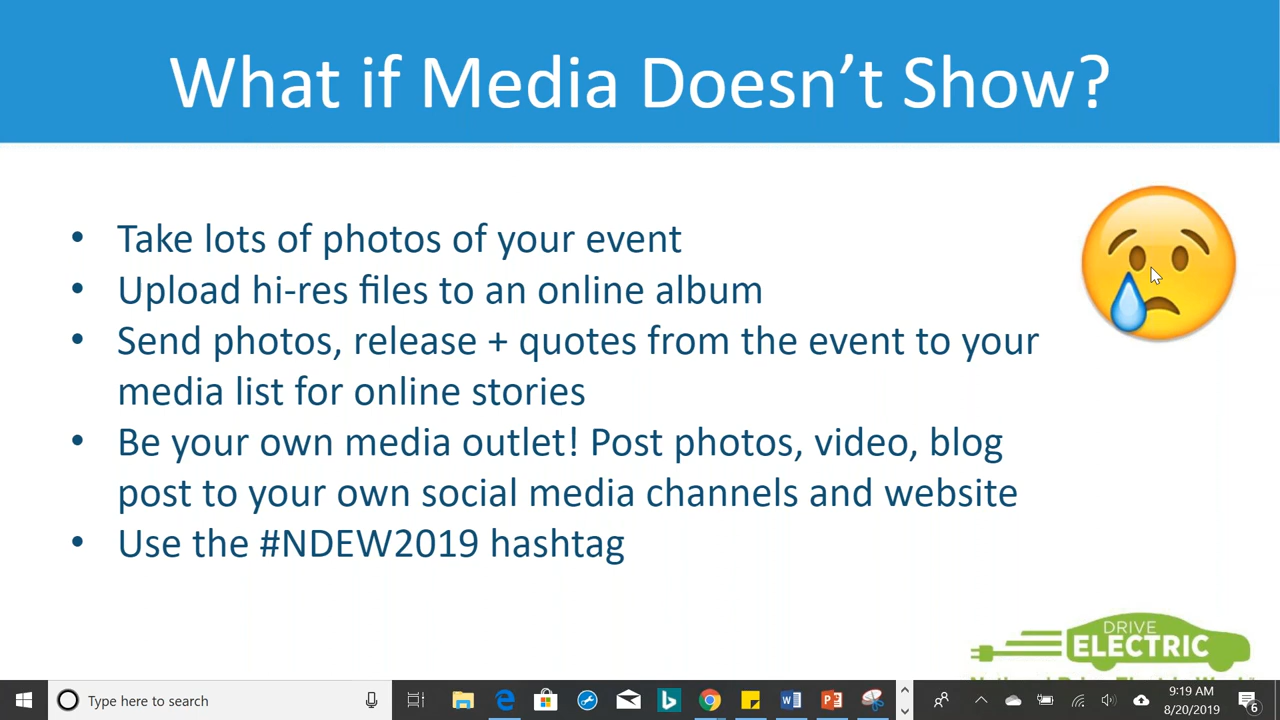 What if Media Doesn’t Show?
• Take lots of photos of your event
• Upload hi-res files to an online album
• Send photos, release + quotes from the event to your
media list for online stories
• Be your own media outlet! Post photos, video, blog
post to your own social media channels and website
• Use the #NDEW2019 hashtag
DRIVE
ELECTRIC
Type here to search
9:19 AM
8/20/2019
6